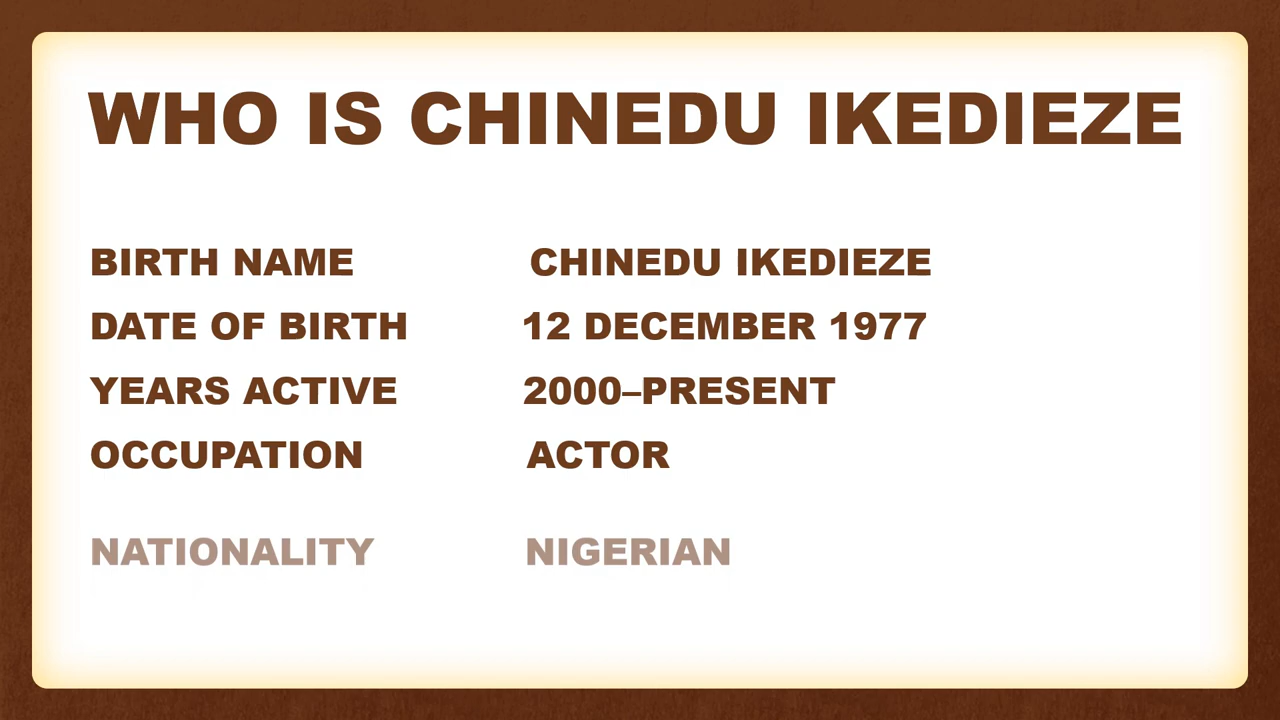 WHO IS CHINEDU IKEDIEZE
BIRTH NAME CHINEDU IKEDIEZE
DATE OF BIRTH 12 DECEMBER 1977
YEARS ACTIVE 2000–PRESENT
OCCUPATION ACTOR
NATIONALITY NIGERIAN